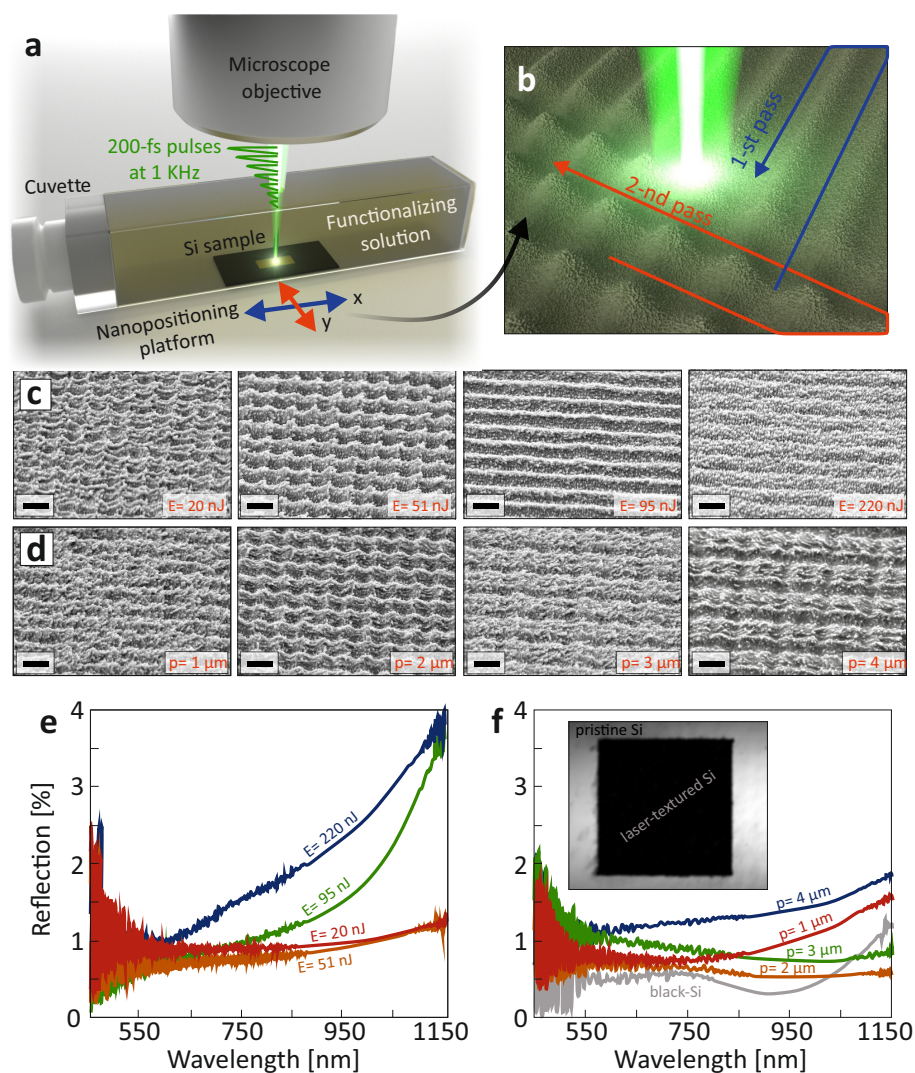 a
Microscope
objective
200-fs pulses
at 1 KHz
Cuvette
Functionalizing
solution
Si sample
x
y
Nanopositioning
platform
b
1-st pass
2-nd pass
c
E= 20 nJ
E= 51 nJ
E= 95 nJ
E= 220 nJ
d
p= 1 µm
p= 2 µm
p= 3 µm
p= 4 µm
e
4
3
2
1
0
Reflection [%]
E= 220 nJ
E= 95 nJ
E= 20 nJ
E= 51 nJ
550
750
950
1150
Wavelength [nm]
f
4
3
2
1
0
pristine Si
laser-textured Si
p= 4 µm
p= 1 µm
p= 3 µm
p= 2 µm
black-Si
550
750
950
1150
Wavelength [nm]